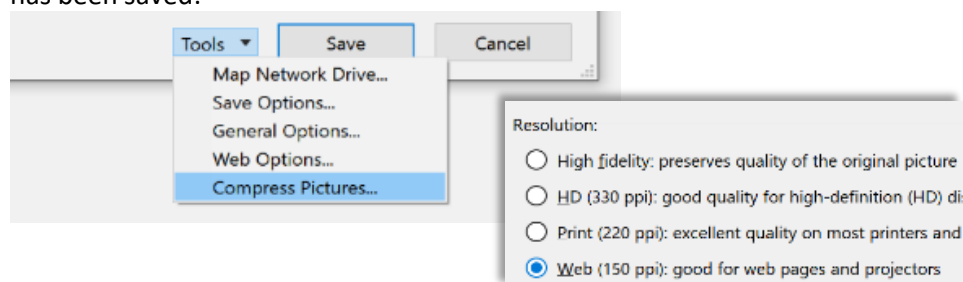 has been saved.
Tools Save Cancel
Map Network Drive...
Save Options...
General Options...
Web Options...
Compress Pictures...
Resolution:
High fidelity: preserves quality of the original picture
HD (330 ppi): good quality for high-definition (HD)
Print (220 ppi): excellent quality on most printers and
Web (150 ppi): good for web pages and projectors